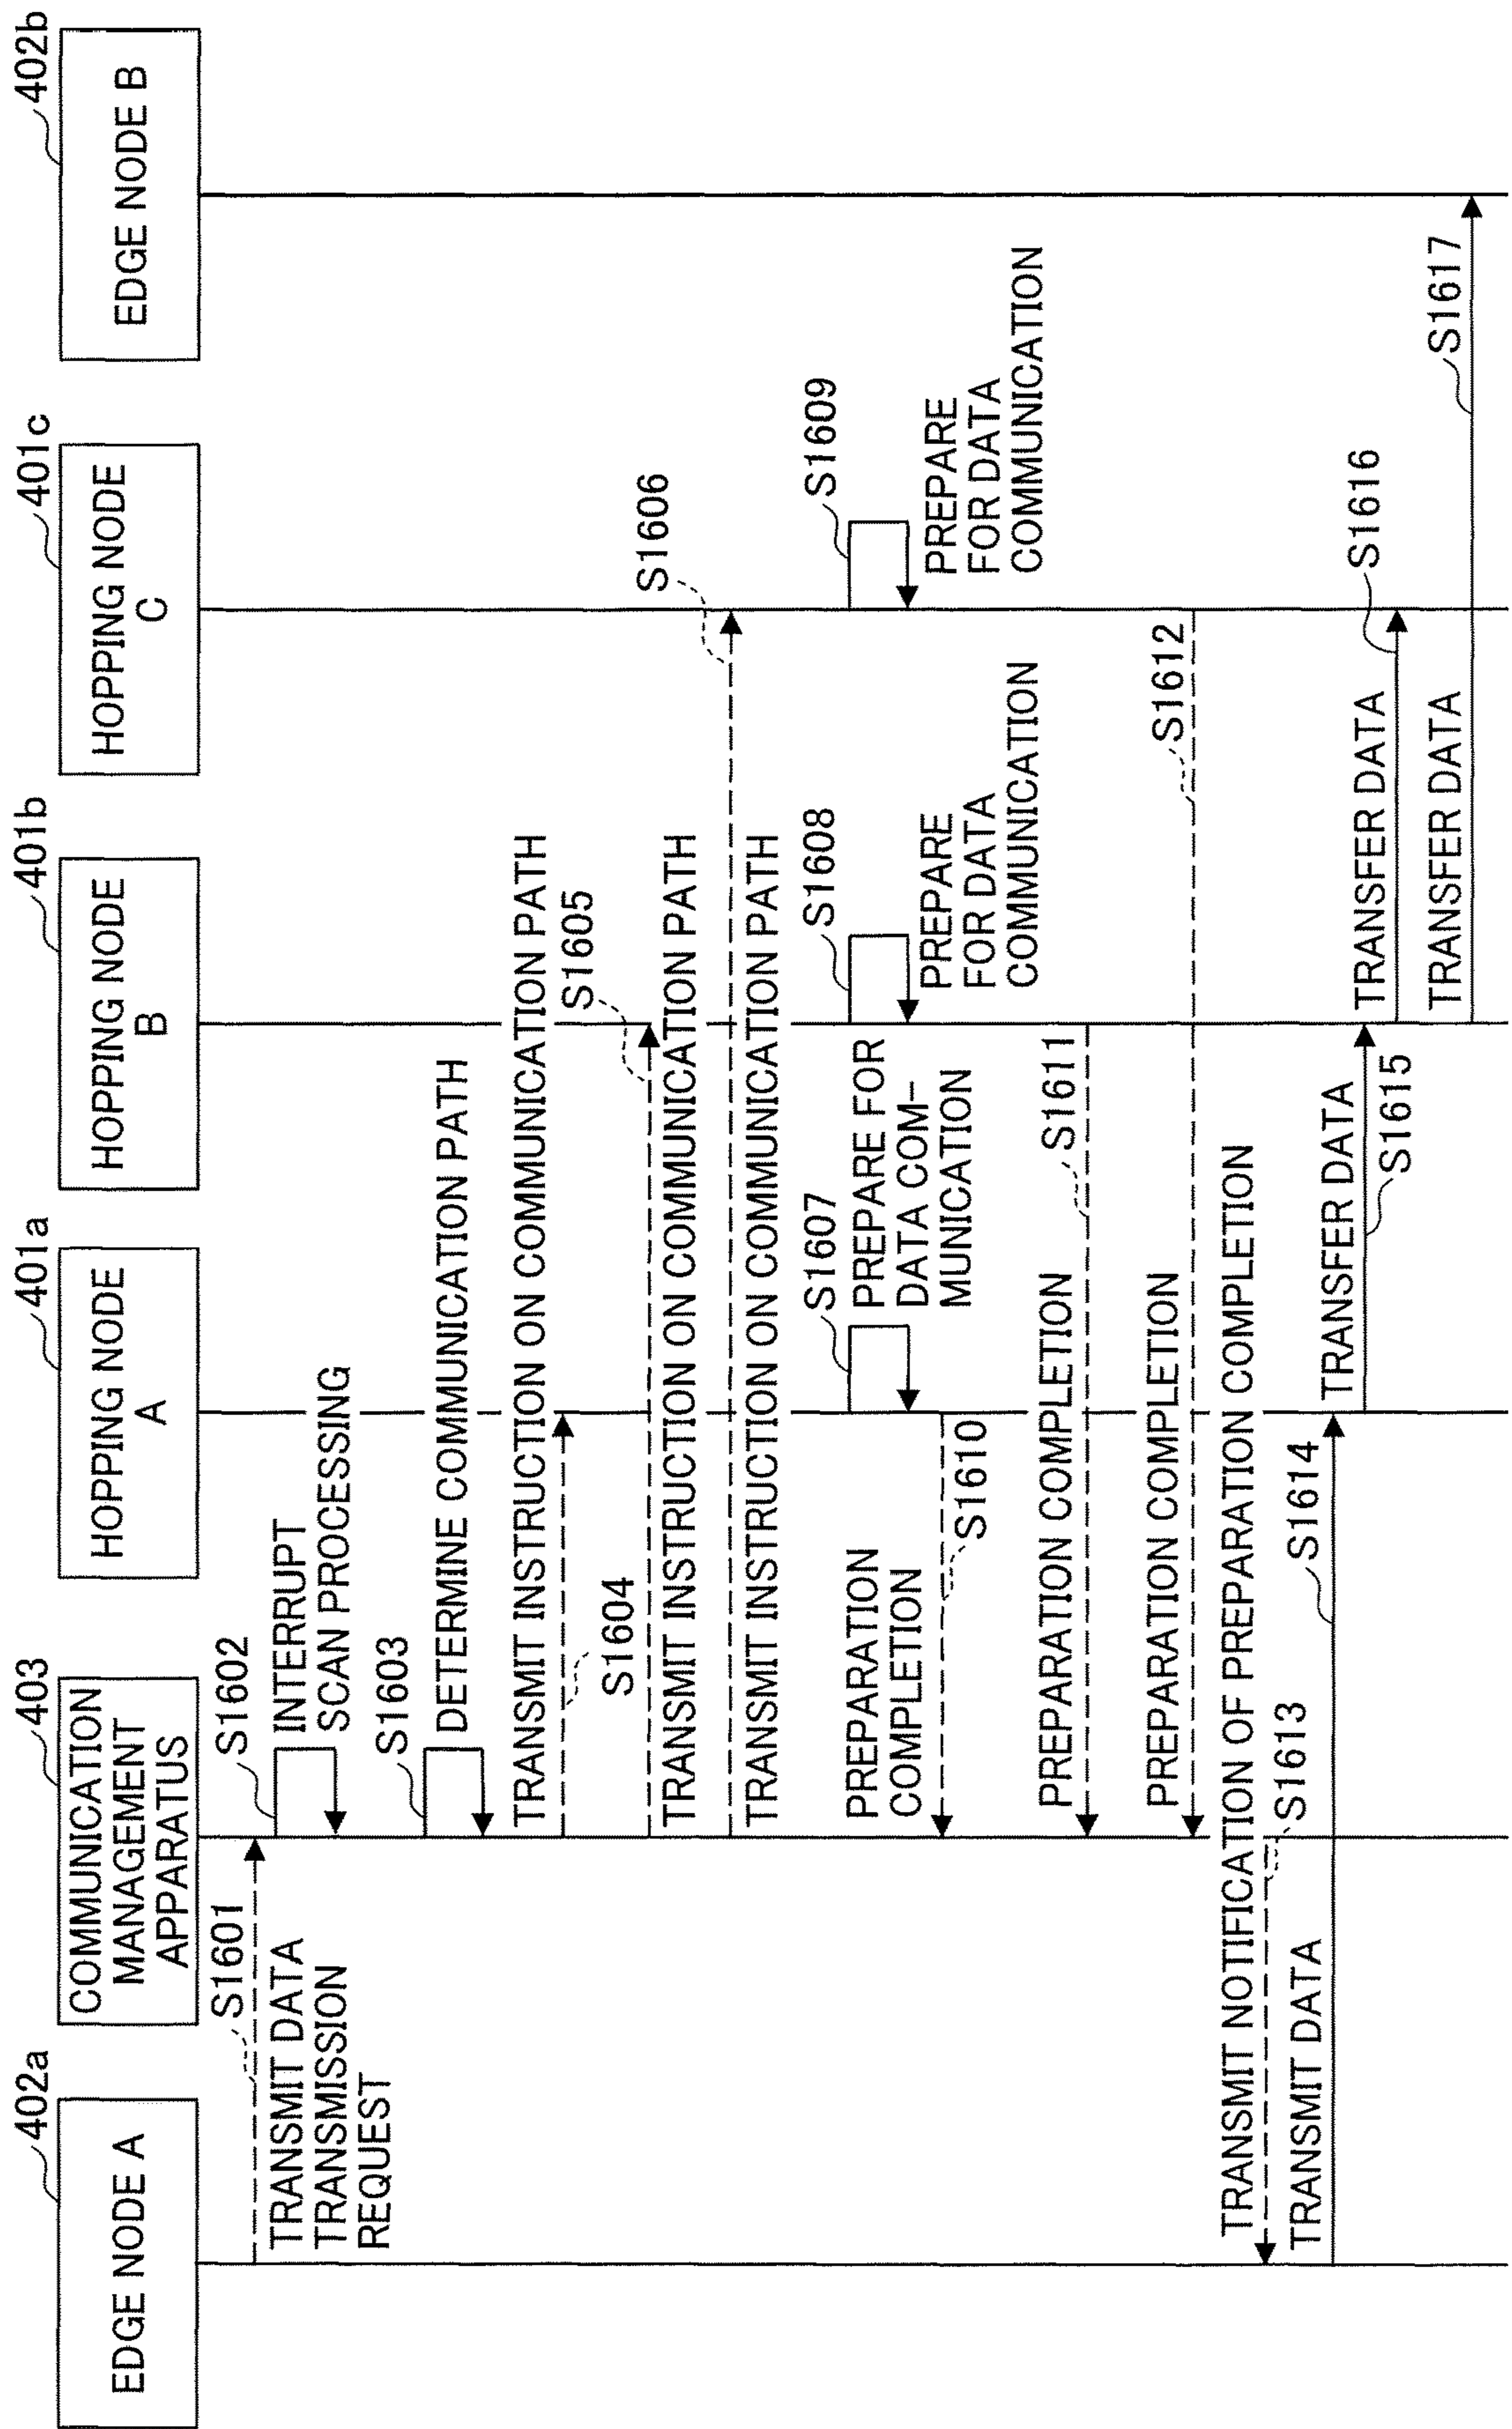 402a
EDGE NODE A
403
COMMUNICATION
MANAGEMENT
APPARATUS
401a
HOPPING NODE
A
401b
HOPPING NODE
B
401c
HOPPING NODE
C
402b
EDGE NODE B
S1601
TRANSMIT DATA
TRANSMISSION
REQUEST
S1602
INTERRUPT
SCAN PROCESSING
S1603
DETERMINE COMMUNICATION PATH
TRANSMIT INSTRUCTION ON COMMUNICATION PATH
S1604
S1605
TRANSMIT INSTRUCTION ON COMMUNICATION PATH
S1606
TRANSMIT INSTRUCTION ON COMMUNICATION PATH
S1607
PREPARE FOR
DATA COM-
MUNICATION
S1608
PREPARE
FOR DATA
COMMUNICATION
S1609
PREPARE
FOR DATA
COMMUNICATION
PREPARATION
COMPLETION
S1610
PREPARATION COMPLETION
S1611
PREPARATION COMPLETION
S1612
TRANSMIT NOTIFICATION OF PREPARATION COMPLETION
S1613
TRANSMIT DATA
S1614
TRANSFER DATA
S1615
TRANSFER DATA
S1616
TRANSFER DATA
S1617